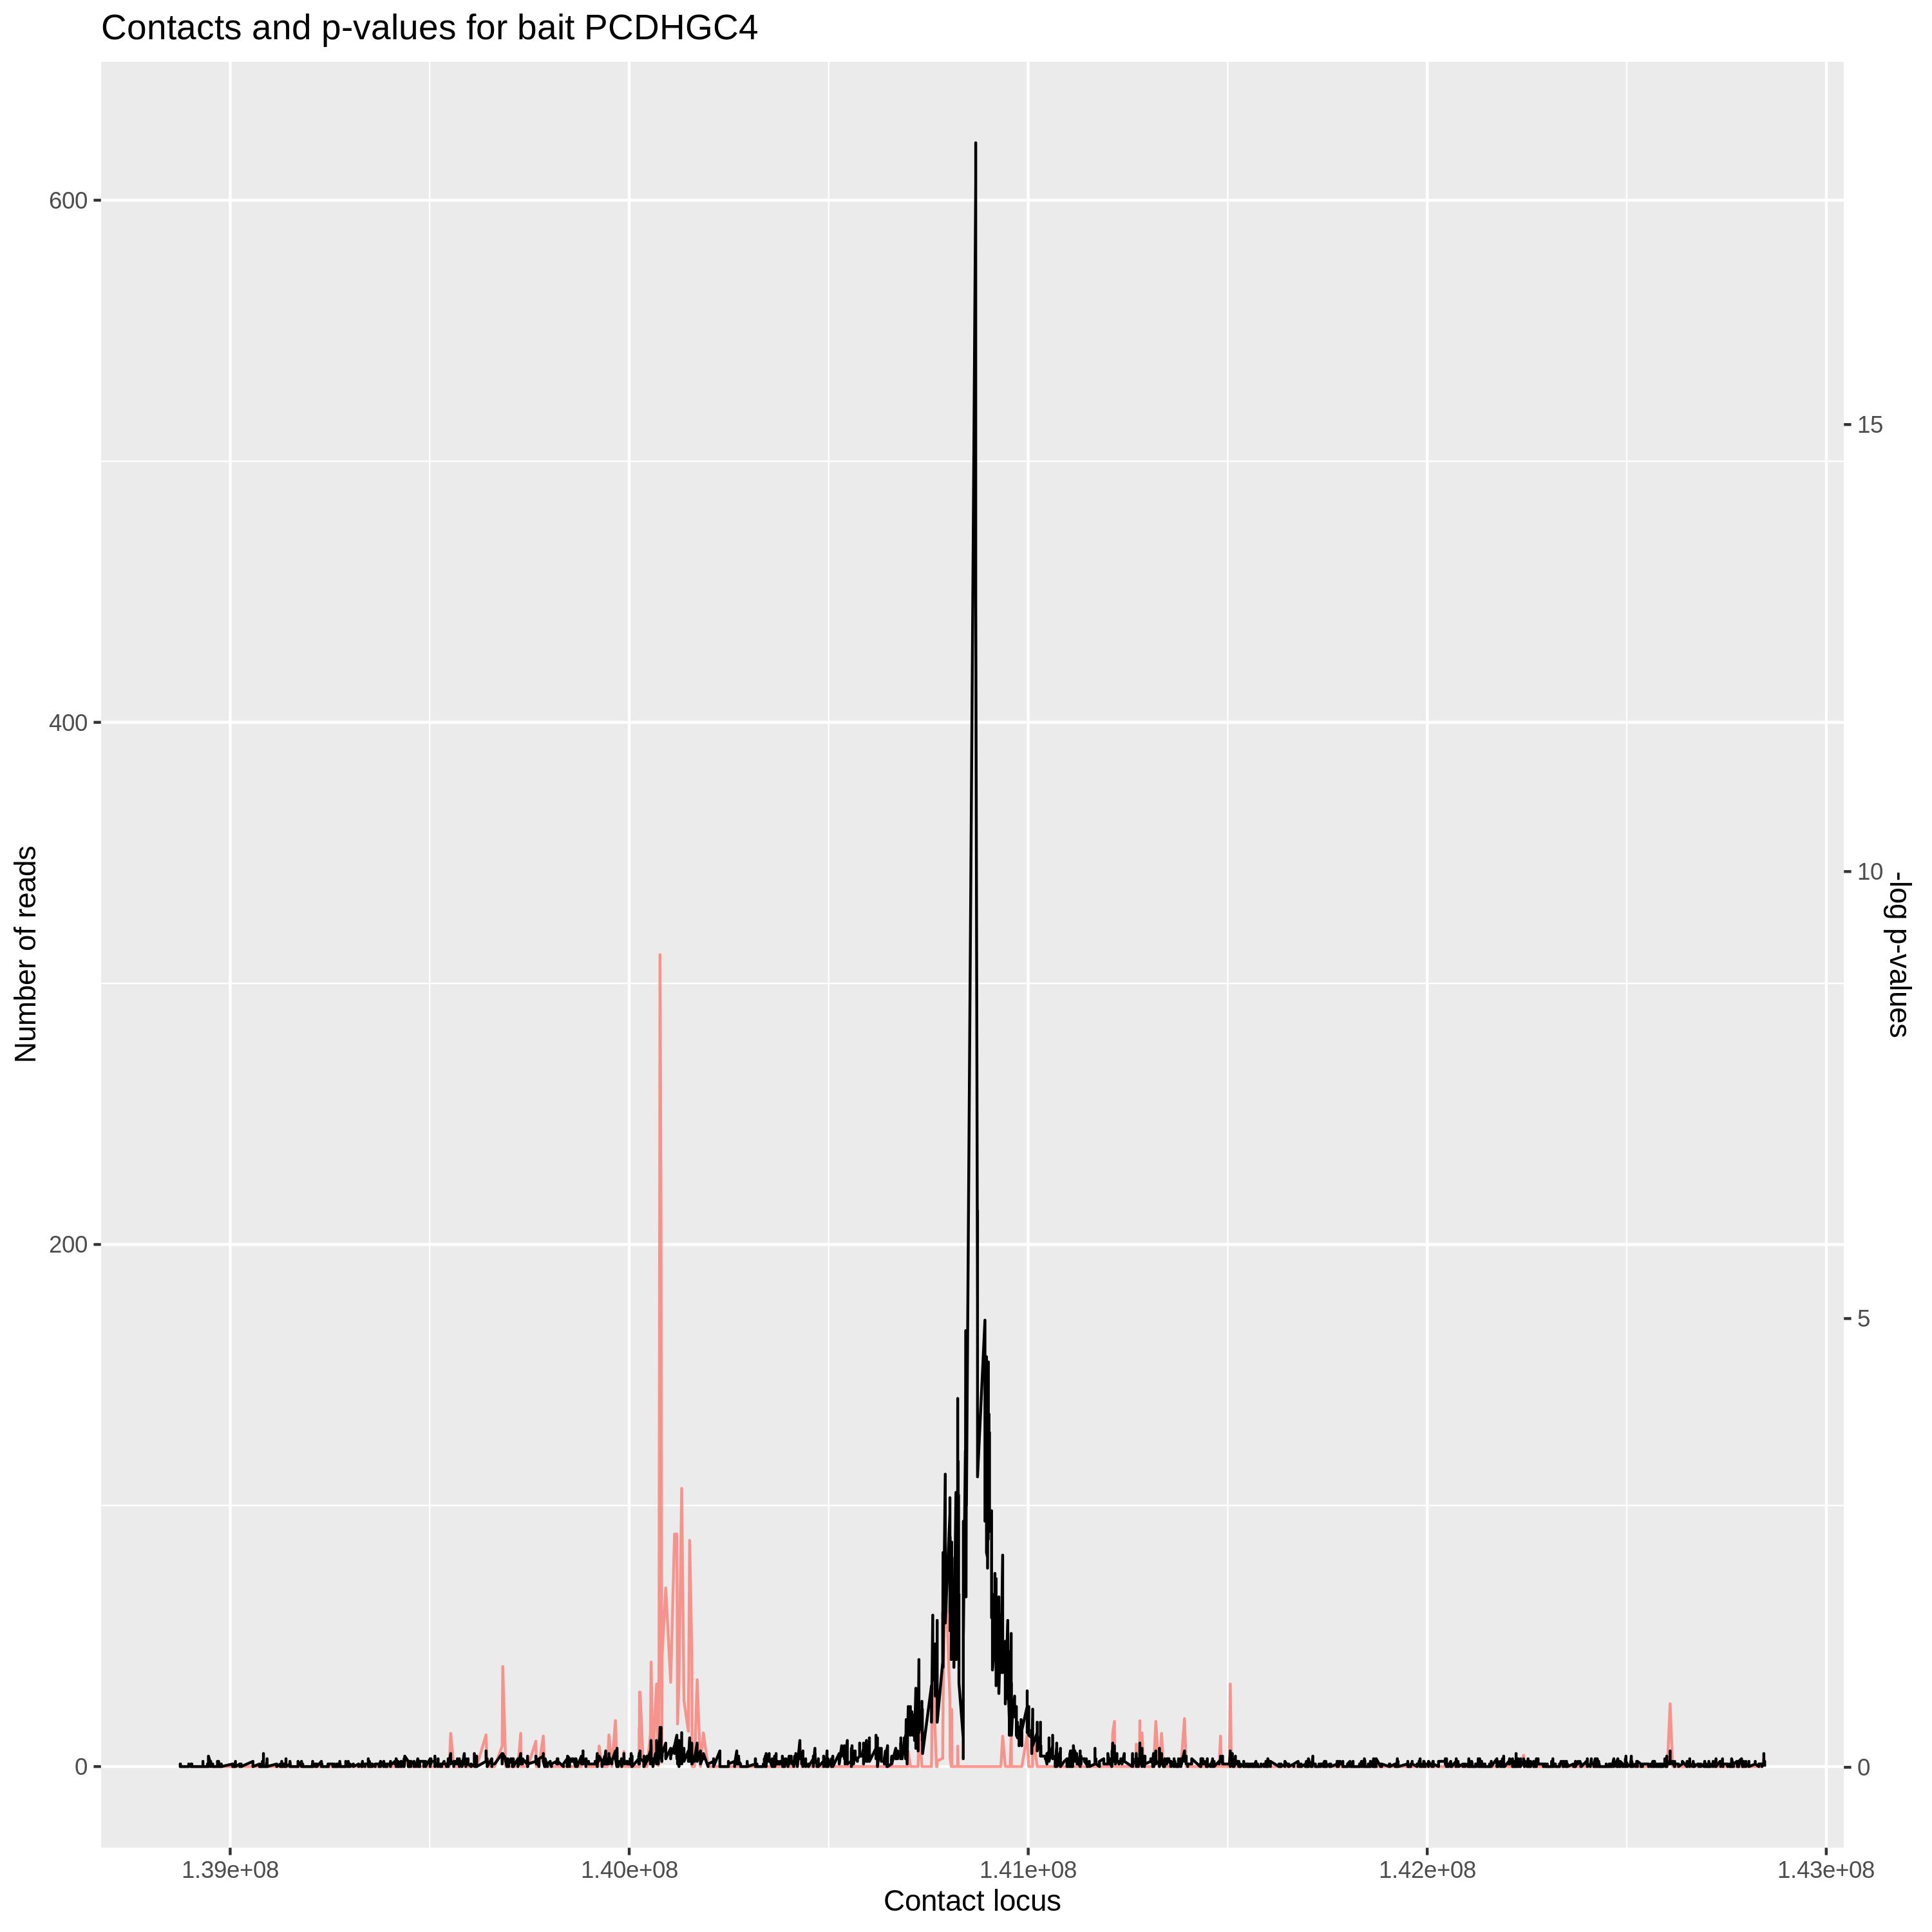 Contacts and p-values for bait PCDHGC4
600
400
200
0
Number of reads
15
10
5
0
-log p-values
1.39e+08
1.40e+08
1.41e+08
1.42e+08
1.43e+08
Contact locus